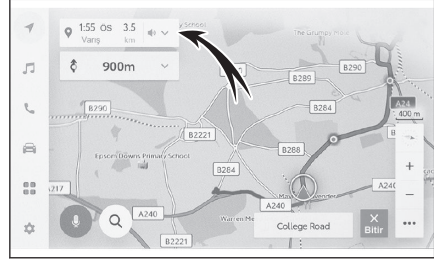 1:55 ÖS 3.5
Varış km
900m
The Grumpy Mole
B290
B289
B290
B284
A24
400 m
B2221
B288
Epsom Downs Primary School
B284
A217
A240
A240
A240
Warren Me
College Road
Bitir
B2221